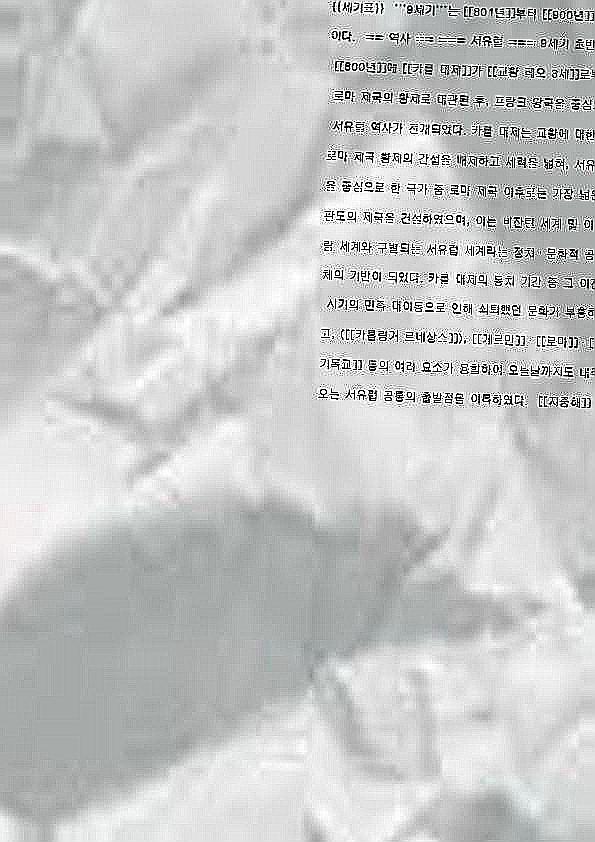 {{세기표}} '''9세기'''는 [[801년]]부터 [[900년]]
이다. == 역사 == === 서유럽 === 9세기 초반
[[800년]]에 [[카를 대제]]가 [[교황 레오 3세]]로부
로마 제국의 황제로 대관된 후, 프랑크 왕국을 중심
서유럽 역사가 전개되었다. 카를 대제는 교황에 대한
로마 제국 황제의 간섭을 배제하고 세력을 넓혀, 서유
을 중심으로 한 국가 중 로마 제국 이후로는 가장 넓은
판도의 제국을 건설하였으며, 이는 비잔틴 세계 및 이
람 세계와 구별되는 서유럽 세계라는 정치·문화적 공
체의 기반이 되었다. 카를 대제의 통치 기간 중 그 이전
시기의 민족 대이동으로 인해 쇠퇴했던 문화가 부흥하
고, ([[카롤링거 르네상스]]), [[게르만]] [[로마]]
기독교]] 등의 여러 요소가 융합하여 오늘날까지도 내려
오는 서유럽 공통의 출발점을 이룩하였다. [[지중해]]